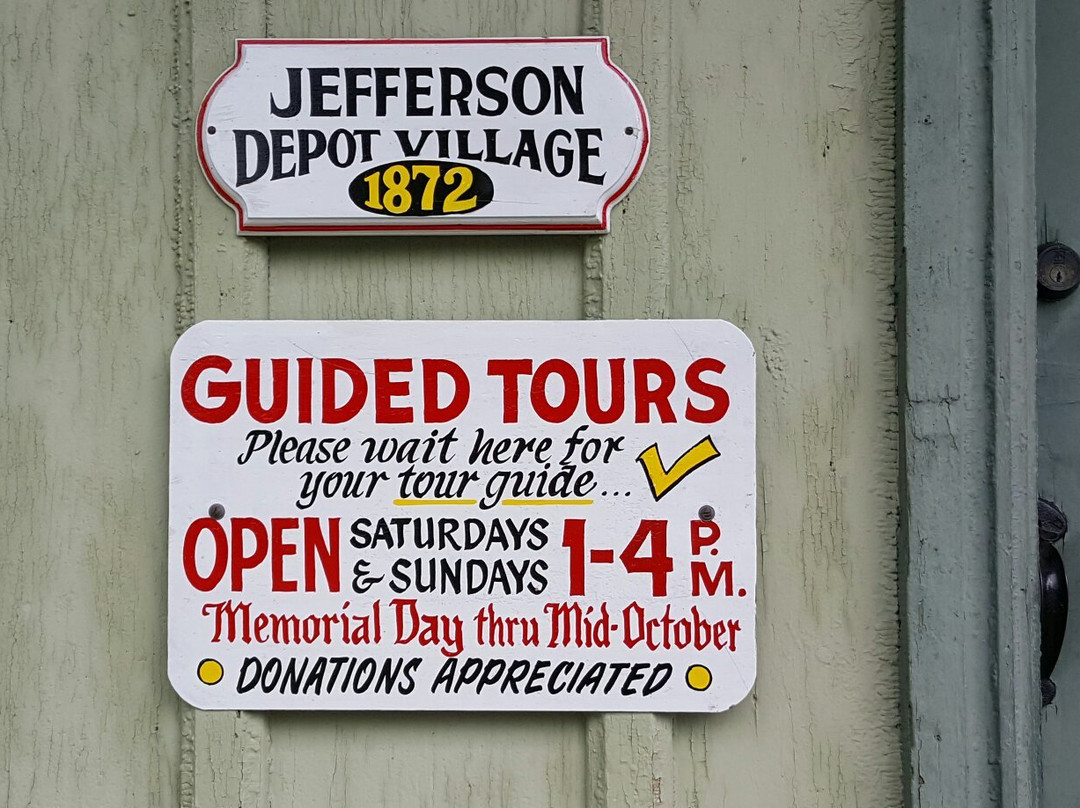 JEFFERSON
DEPOT VILLAGE
1872
GUIDED TOURS
Please wait here for
your tour guide...
OPEN SATURDAYS & SUNDAYS 1-4 P.M.
Memorial Day thru Mid-October
DONATIONS APPRECIATED